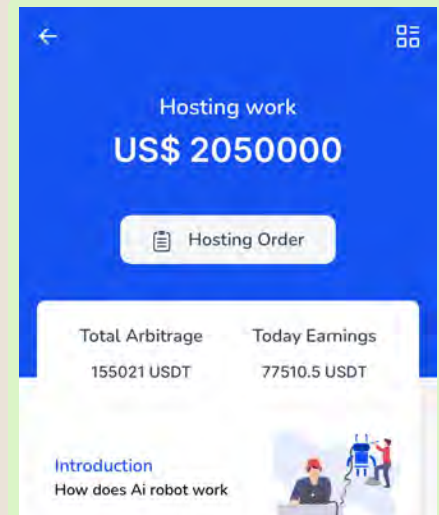 Hosting work
US$ 2050000
Hosting Order
Total Arbitrage Today Earnings
155021 USDT 77510.5 USDT
Introduction
How does Ai robot work